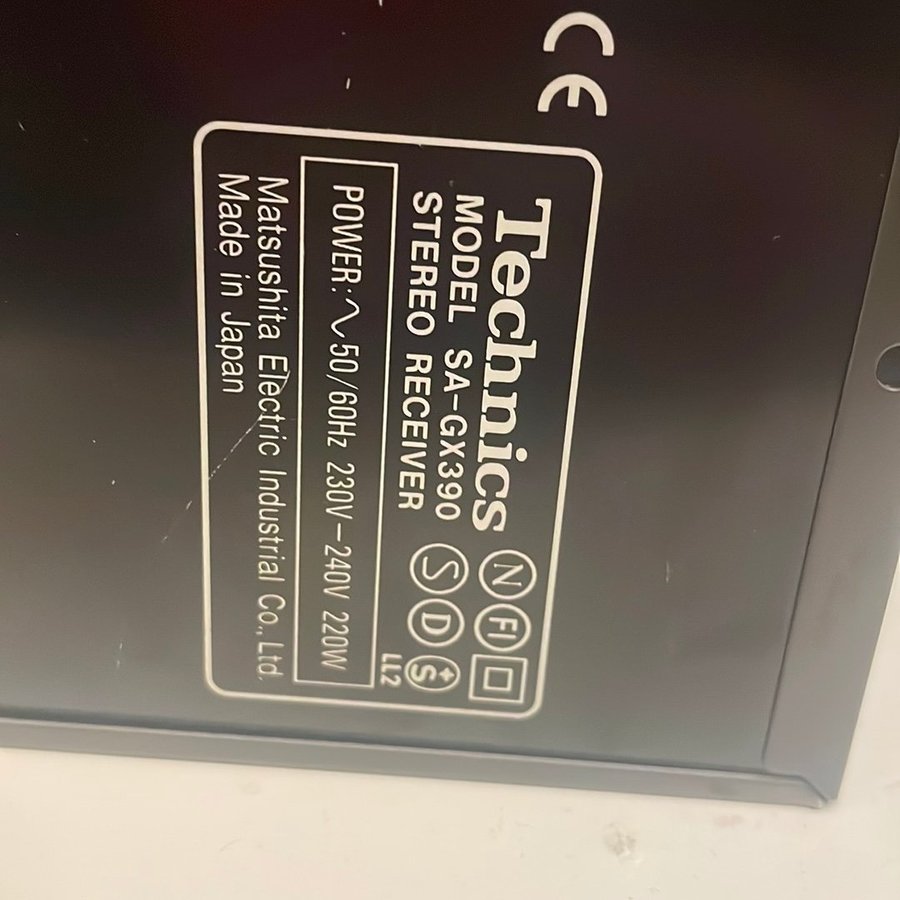 CE
Technics
MODEL SA-GX390
STEREO RECEIVER
N FI
S D +S
LL2
POWER:∿50/60Hz 230V-240V 220W
Matsushita Electric Industrial Co., Ltd.
Made in Japan